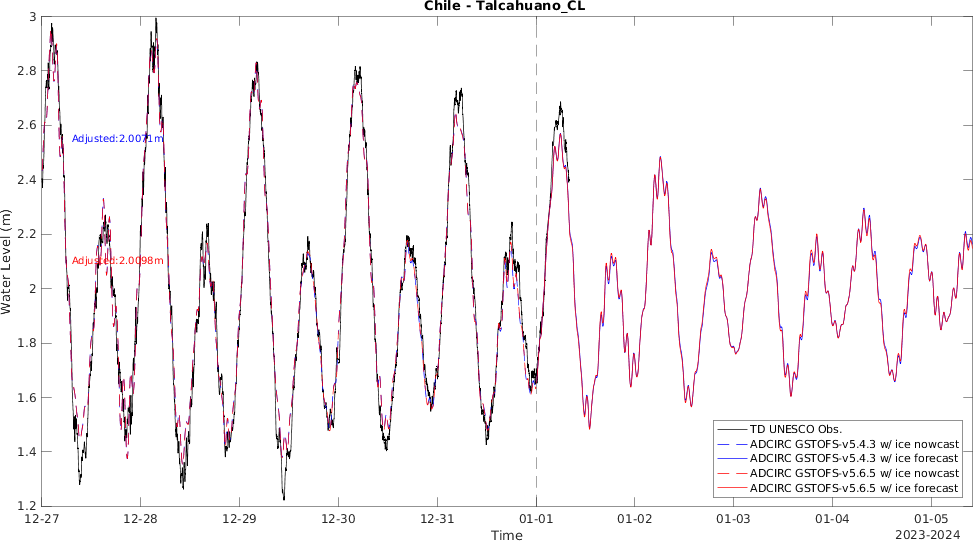 Chile - Talcahuano_CL
3
2.8
2.6
2.4
2.2
2
1.8
1.6
1.4
1.2
Water Level (m)
Adjusted:2.0071m
Adjusted:2.0098m
TD UNESCO Obs.
ADCIRC GSTOFS-v5.4.3 w/ ice nowcast
ADCIRC GSTOFS-v5.4.3 w/ ice forecast
ADCIRC GSTOFS-v5.6.5 w/ ice nowcast
ADCIRC GSTOFS-v5.6.5 w/ ice forecast
12-27 12-28 12-29 12-30 12-31 01-01 01-02 01-03 01-04 01-05
Time
2023-2024